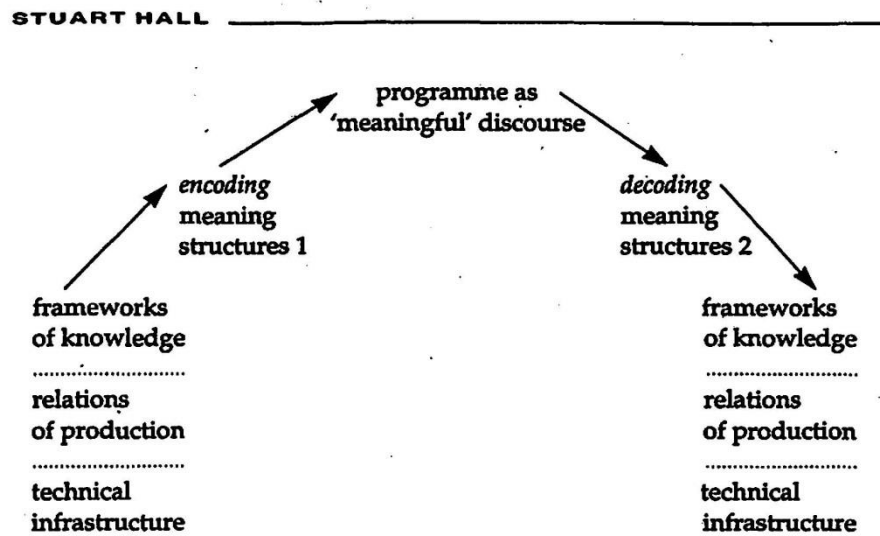 STUART HALL
programme as
'meaningful' discourse
encoding
meaning
structures 1
decoding
meaning
structures 2
frameworks
of knowledge
relations
of production
technical
infrastructure
frameworks
of knowledge
relations
of production
technical
infrastructure